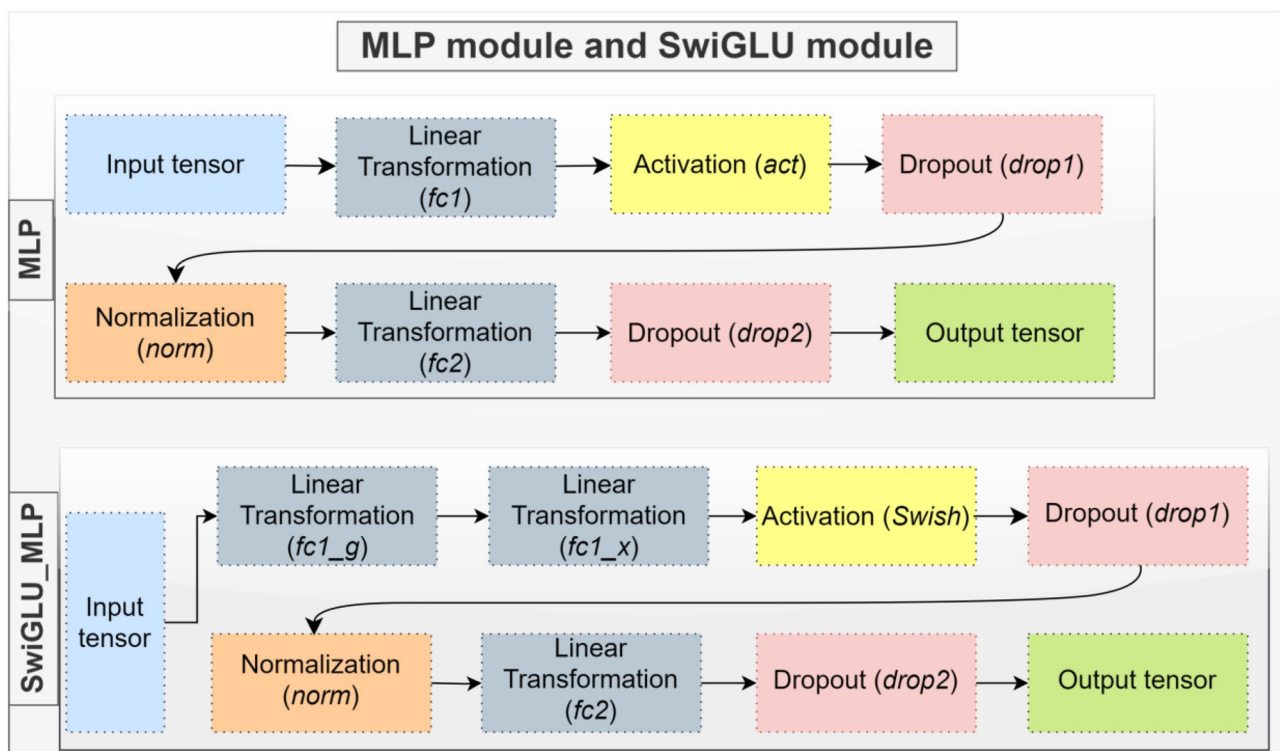 MLP module and SwiGLU module
MLP
Input tensor
Linear
Transformation
(fc1)
Activation (act)
Dropout (drop1)
Normalization
(norm)
Linear
Transformation
(fc2)
Dropout (drop2)
Output tensor
SwiGLU_MLP
Input
tensor
Linear
Transformation
(fc1_g)
Linear
Transformation
(fc1_x)
Activation (Swish)
Dropout (drop1)
Normalization
(norm)
Linear
Transformation
(fc2)
Dropout (drop2)
Output tensor